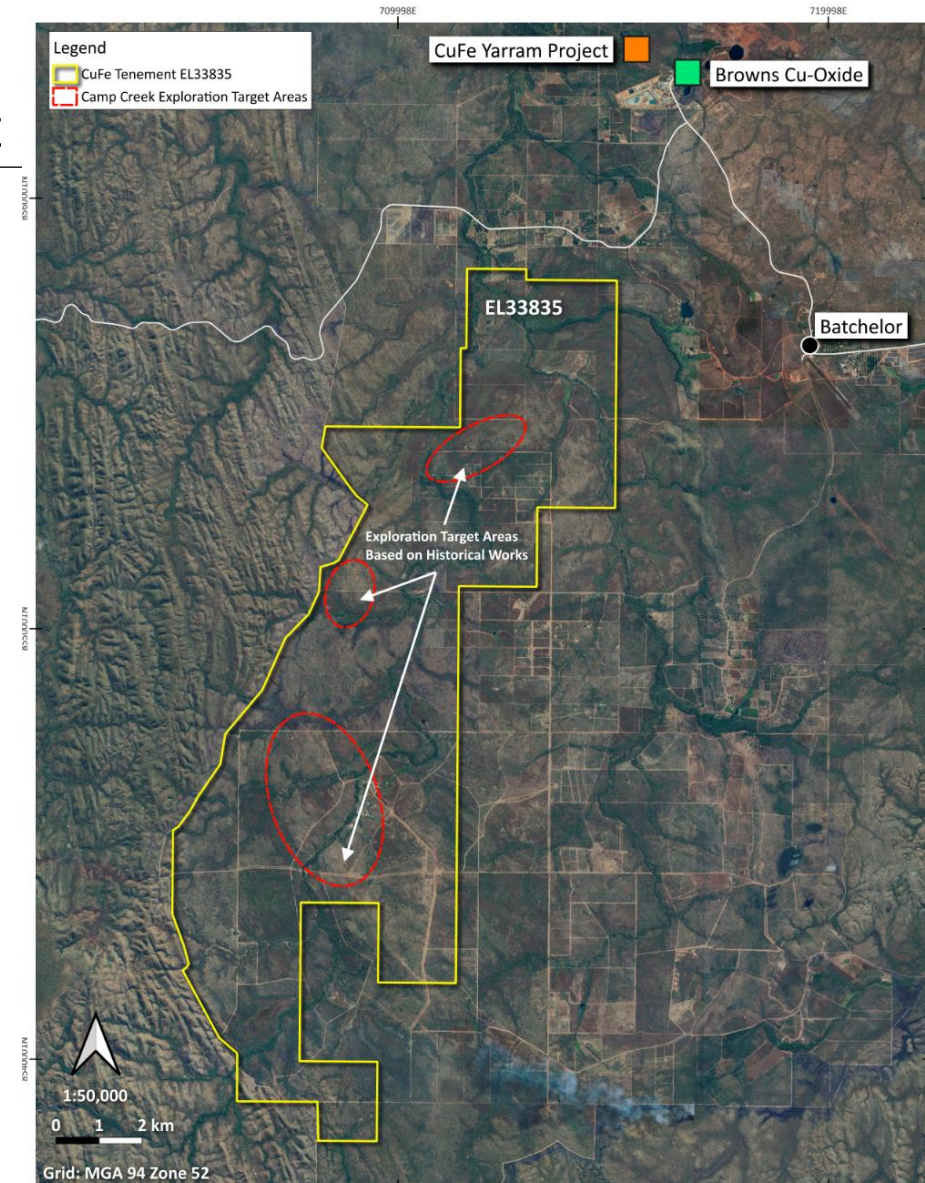 709998E
719998E
Legend
CuFe Tenement EL33835
Camp Creek Exploration Target Areas
CuFe Yarram Project
Browns Cu-Oxide
EL33835
Batchelor
Exploration Target Areas
Based on Historical Works
1:50,000
0 1 2 km
Grid: MGA 94 Zone 52